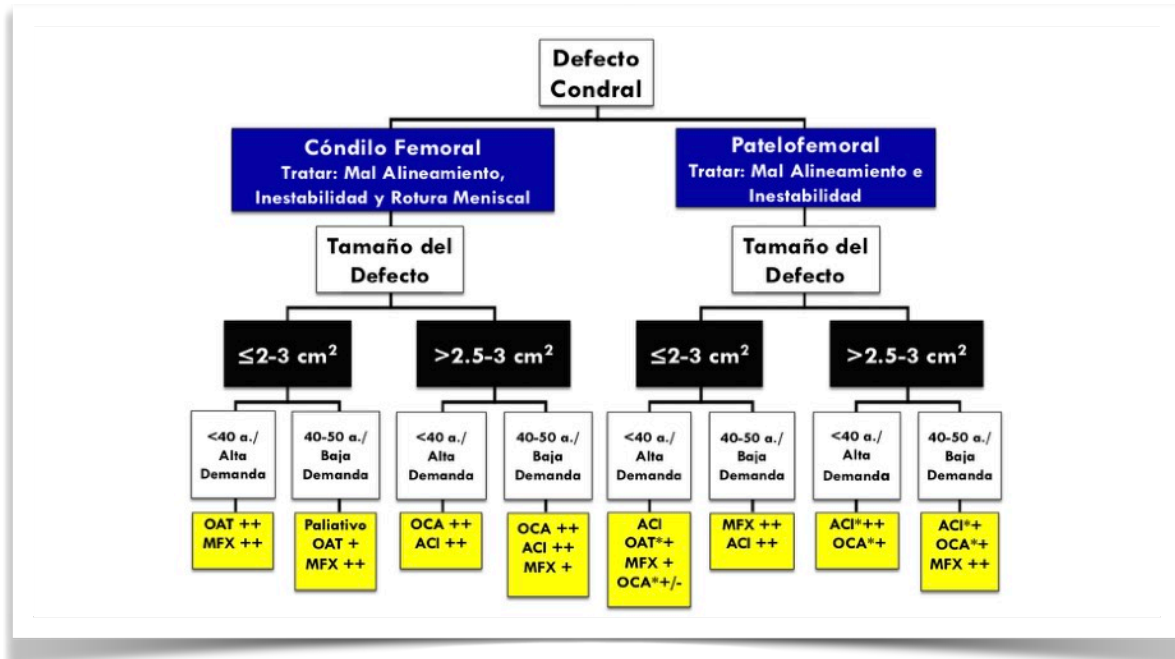 Defecto
Condral
Cóndilo Femoral
Tratar: Mal Alineamiento,
Inestabilidad y Rotura Meniscal
Patelofemoral
Tratar: Mal Alineamiento e
Inestabilidad
Tamaño del
Defecto
Tamaño del
Defecto
≤2-3 cm²
>2.5-3 cm²
≤2-3 cm²
>2.5-3 cm²
<40 a./
Alta
Demanda
40-50 a./
Baja
Demanda
<40 a./
Alta
Demanda
40-50 a./
Baja
Demanda
<40 a./
Alta
Demanda
40-50 a./
Baja
Demanda
<40 a./
Alta
Demanda
40-50 a./
Baja
Demanda
OAT ++
MFX ++
Paliativo
OAT +
MFX ++
OCA ++
ACI ++
OCA ++
ACI ++
MFX +
ACI
OAT*+
MFX +
OCA*+/-
MFX ++
ACI ++
ACI*++
OCA*+
ACI*+
OCA*+
MFX ++